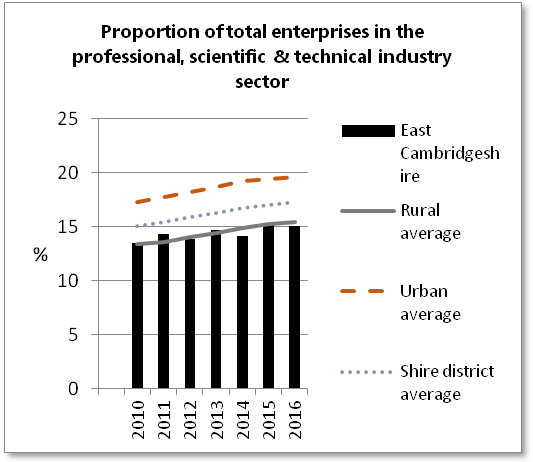 Proportion of total enterprises in the
professional, scientific & technical industry
sector
25
20
15
10
5
0
%
2010
2011
2012
2013
2014
2015
2016
East
Cambridgesh
ire
Rural
average
Urban
average
Shire district
average